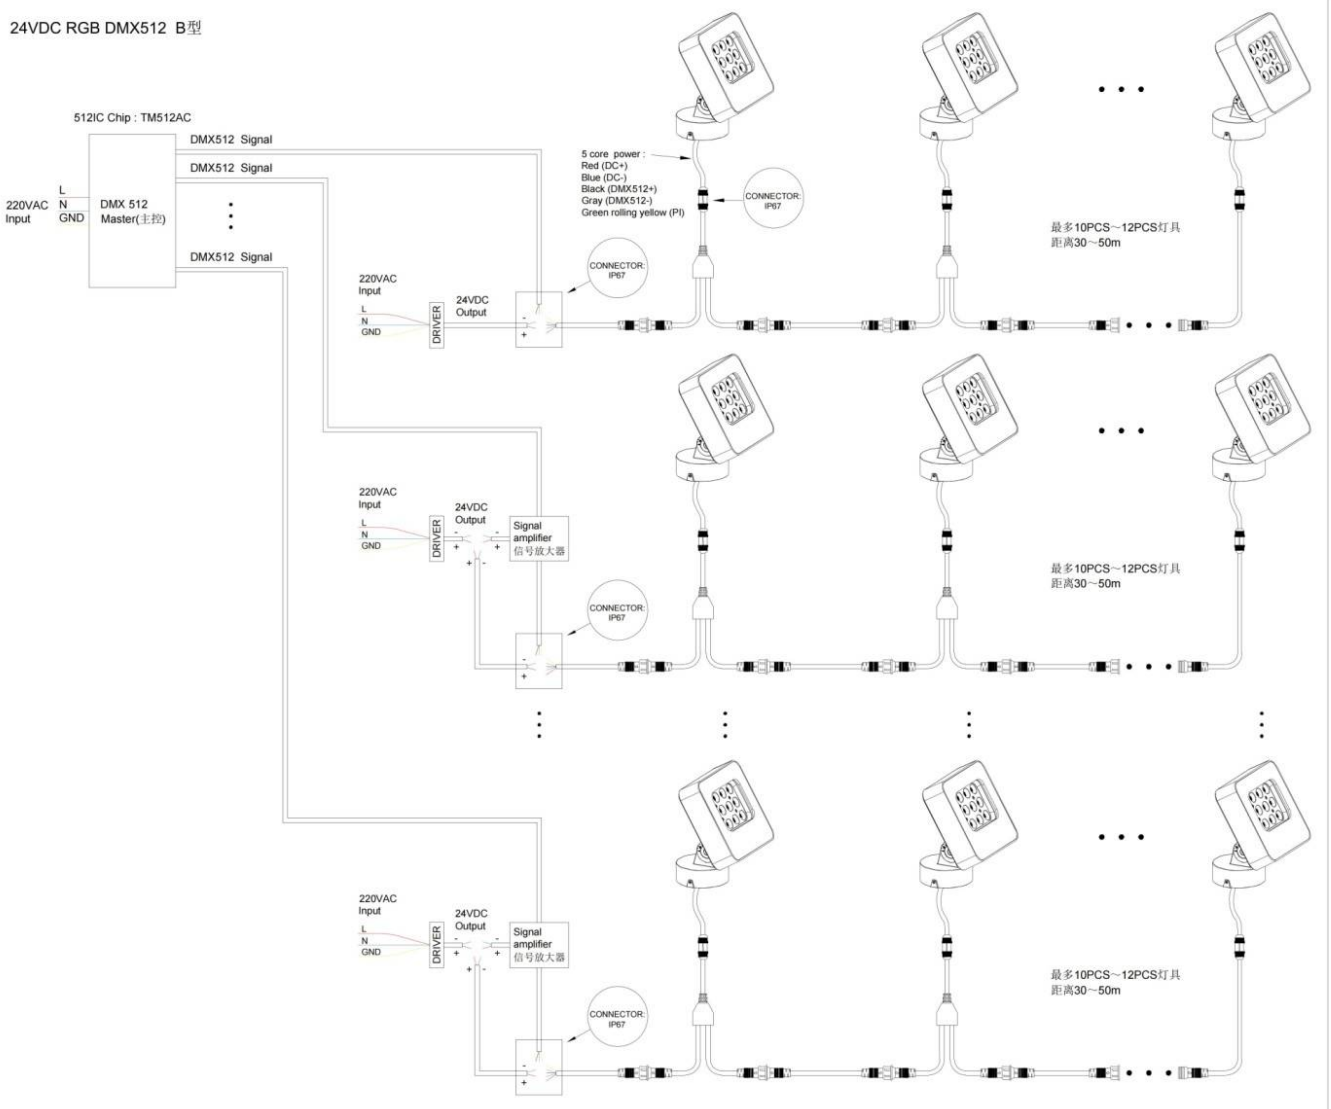 24VDC RGB DMX512 B型
512IC Chip : TM512AC
DMX512 Signal
DMX512 Signal
DMX512 Signal
220VAC
Input
L
N
GND
DMX 512
Master(主控)
5 core power :
Red (DC+)
Blue (DC-)
Black (DMX512+)
Gray (DMX512-)
Green rolling yellow (PI)
CONNECTOR:
IP67
最多10PCS～12PCS灯具
距离30～50m
CONNECTOR:
IP67
220VAC
Input
L
N
GND
DRIVER
24VDC
Output
-
+
220VAC
Input
L
N
GND
DRIVER
24VDC
Output
- -
+ +
+ -
Signal
amplifier
信号放大器
CONNECTOR:
IP67
-
+
最多10PCS～12PCS灯具
距离30～50m
220VAC
Input
L
N
GND
DRIVER
24VDC
Output
- -
+ +
+ -
Signal
amplifier
信号放大器
CONNECTOR:
IP67
-
+
最多10PCS～12PCS灯具
距离30～50m